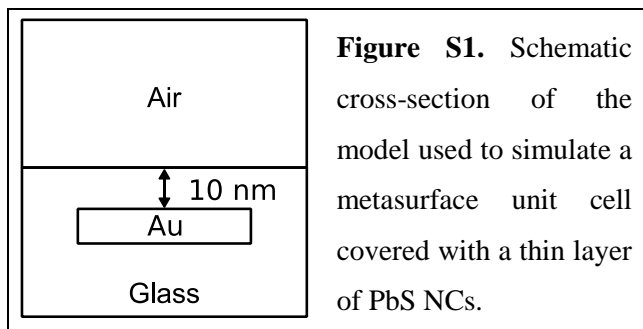 Air
10 nm
Au
Glass
Figure S1. Schematic
cross-section of the
model used to simulate a
metasurface unit cell
covered with a thin layer
of PbS NCs.